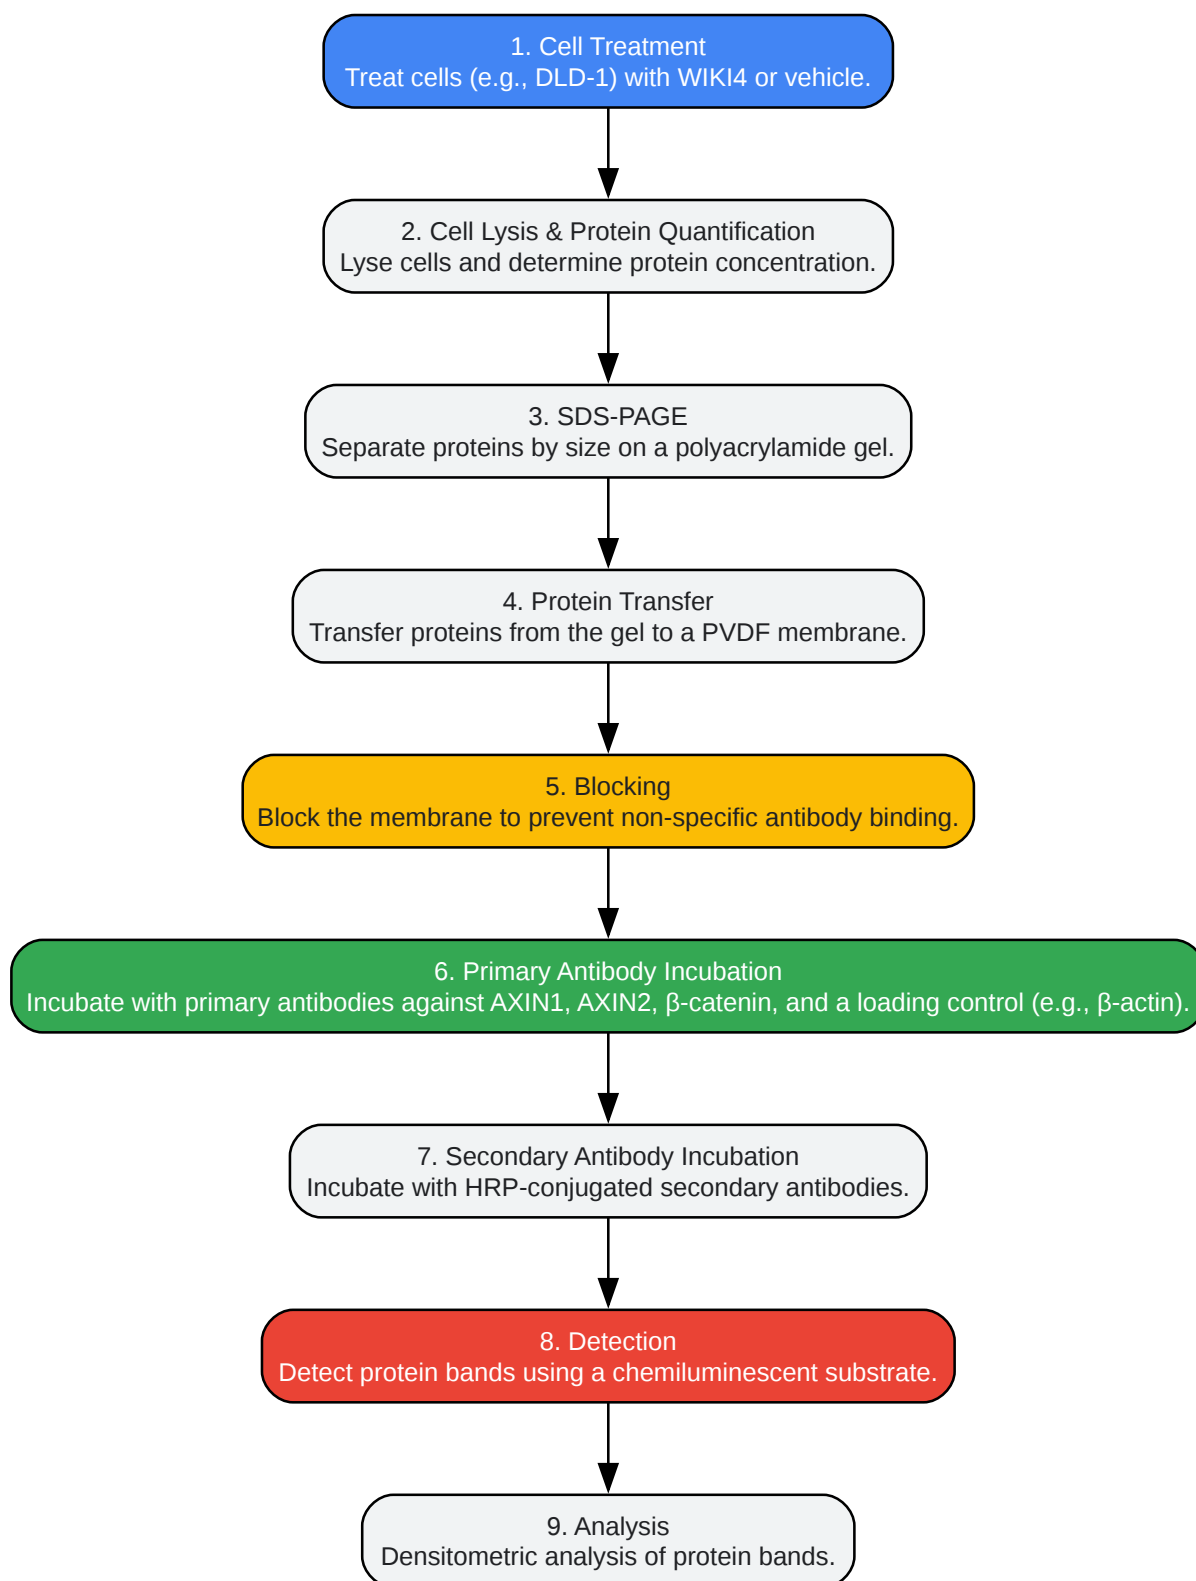 1. Cell Treatment
Treat cells (e.g., DLD-1) with WIKI4 or vehicle.
2. Cell Lysis & Protein Quantification
Lyse cells and determine protein concentration.
3. SDS-PAGE
Separate proteins by size on a polyacrylamide gel.
4. Protein Transfer
Transfer proteins from the gel to a PVDF membrane.
5. Blocking
Block the membrane to prevent non-specific antibody binding.
6. Primary Antibody Incubation
Incubate with primary antibodies against AXIN1, AXIN2, β-catenin, and a loading control (e.g., β-actin).
7. Secondary Antibody Incubation
Incubate with HRP-conjugated secondary antibodies.
8. Detection
Detect protein bands using a chemiluminescent substrate.
9. Analysis
Densitometric analysis of protein bands.